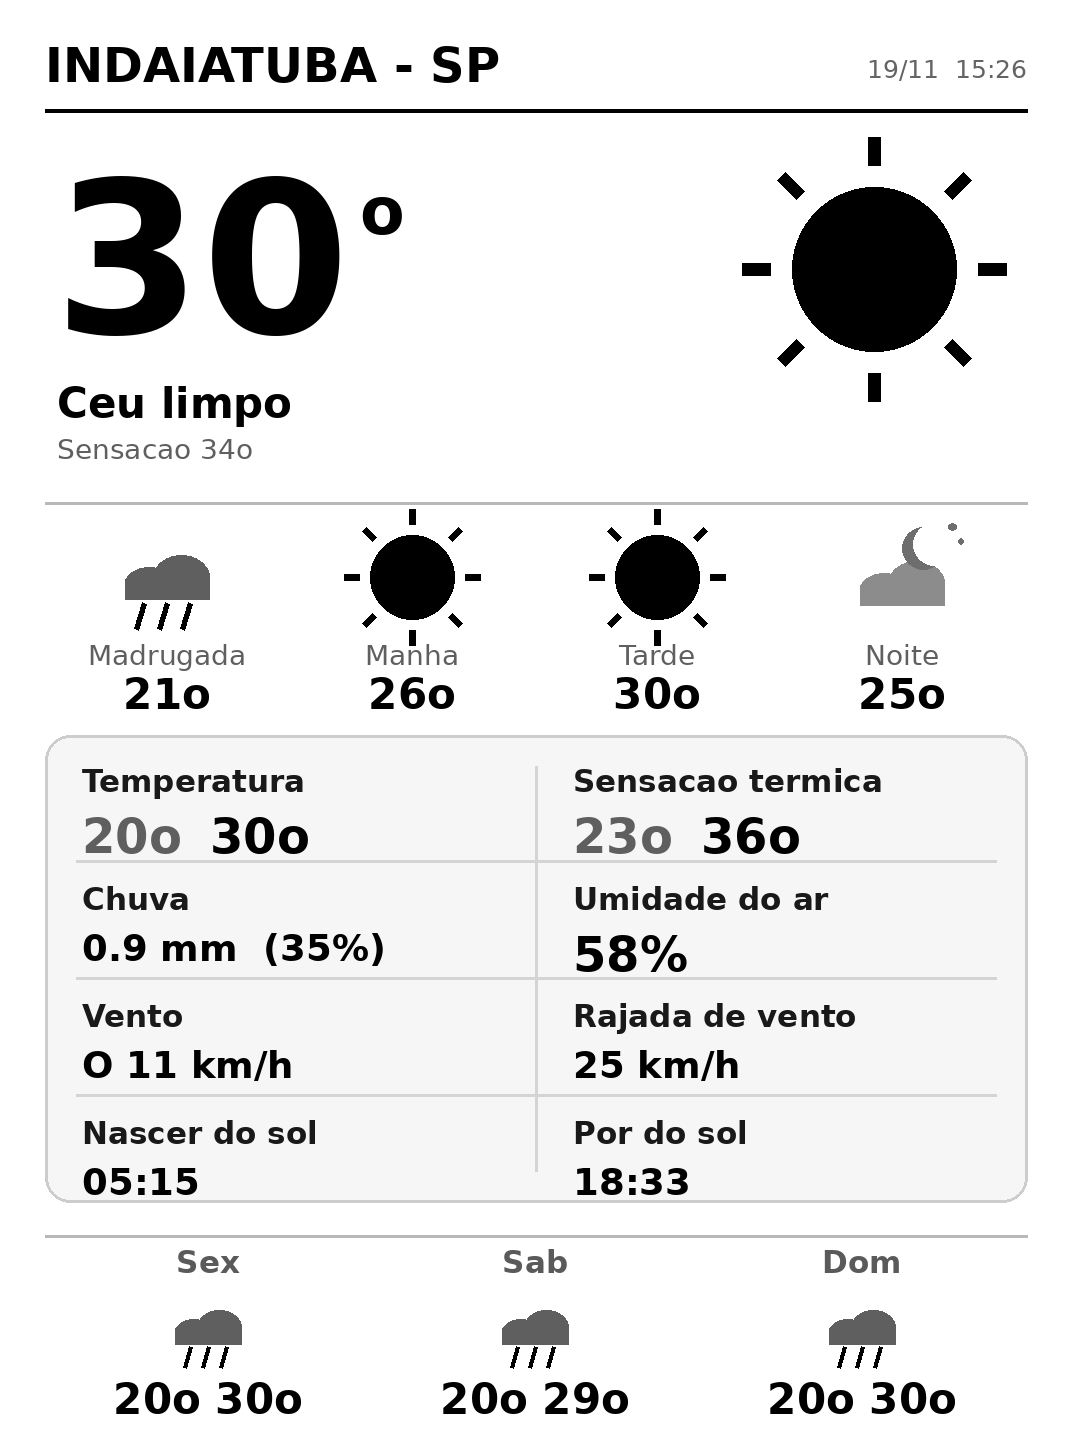 INDAIATUBA - SP 19/11 15:26
30o
Ceu limpo
Sensacao 34o
Madrugada Manha Tarde Noite
21o 26o 30o 25o
Temperatura Sensacao termica
20o 30o 23o 36o
Chuva Umidade do ar
0.9 mm (35%) 58%
Vento Rajada de vento
O 11 km/h 25 km/h
Nascer do sol Por do sol
05:15 18:33
Sex Sab Dom
20o 30o 20o 29o 20o 30o